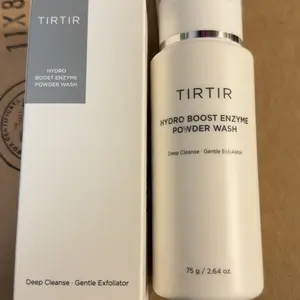 TIRTIR
HYDRO
BOOST ENZYME
POWDER WASH
Deep Cleanse · Gentle Exfoliator
TIRTIR
HYDRO BOOST ENZYME
POWDER WASH
Deep Cleanse · Gentle Exfoliator
75 g / 2.64 oz.